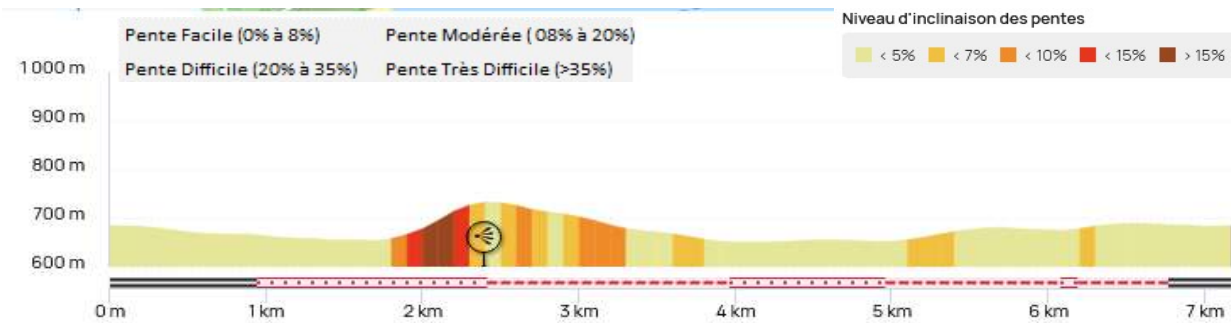 Niveau d'inclinaison des pentes
Pente Facile (0% à 8%) Pente Modérée ( 08% à 20%)
< 5% < 7% < 10% < 15% > 15%
Pente Difficile (20% à 35%) Pente Très Difficile (>35%)
1 000 m
900 m
800 m
700 m
600 m
0 m 1 km 2 km 3 km 4 km 5 km 6 km 7 km